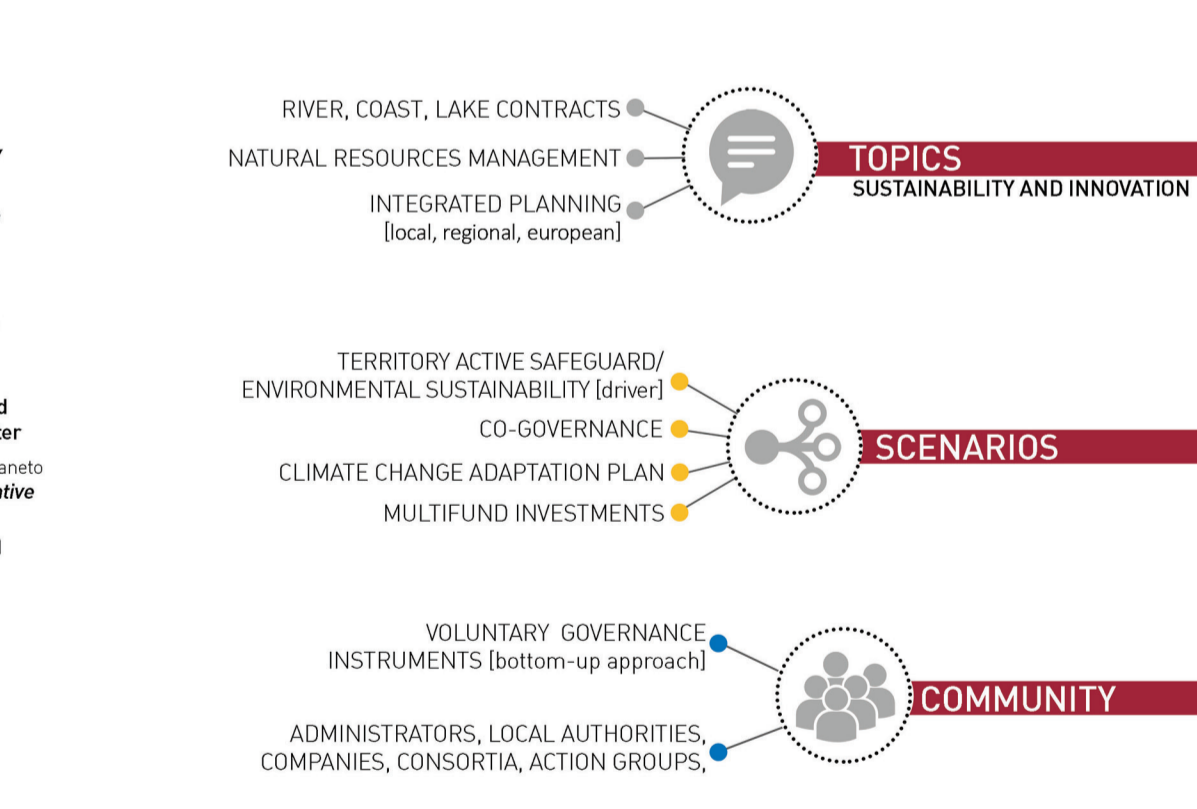 RIVER, COAST, LAKE CONTRACTS
NATURAL RESOURCES MANAGEMENT
INTEGRATED PLANNING
[local, regional, european]
TOPICS
SUSTAINABILITY AND INNOVATION
TERRITORY ACTIVE SAFEGUARD/
ENVIRONMENTAL SUSTAINABILITY [driver]
CO-GOVERNANCE
CLIMATE CHANGE ADAPTATION PLAN
MULTIFUND INVESTMENTS
SCENARIOS
VOLUNTARY GOVERNANCE
INSTRUMENTS [bottom-up approach]
ADMINISTRATORS, LOCAL AUTHORITIES,
COMPANIES, CONSORTIA, ACTION GROUPS,
COMMUNITY